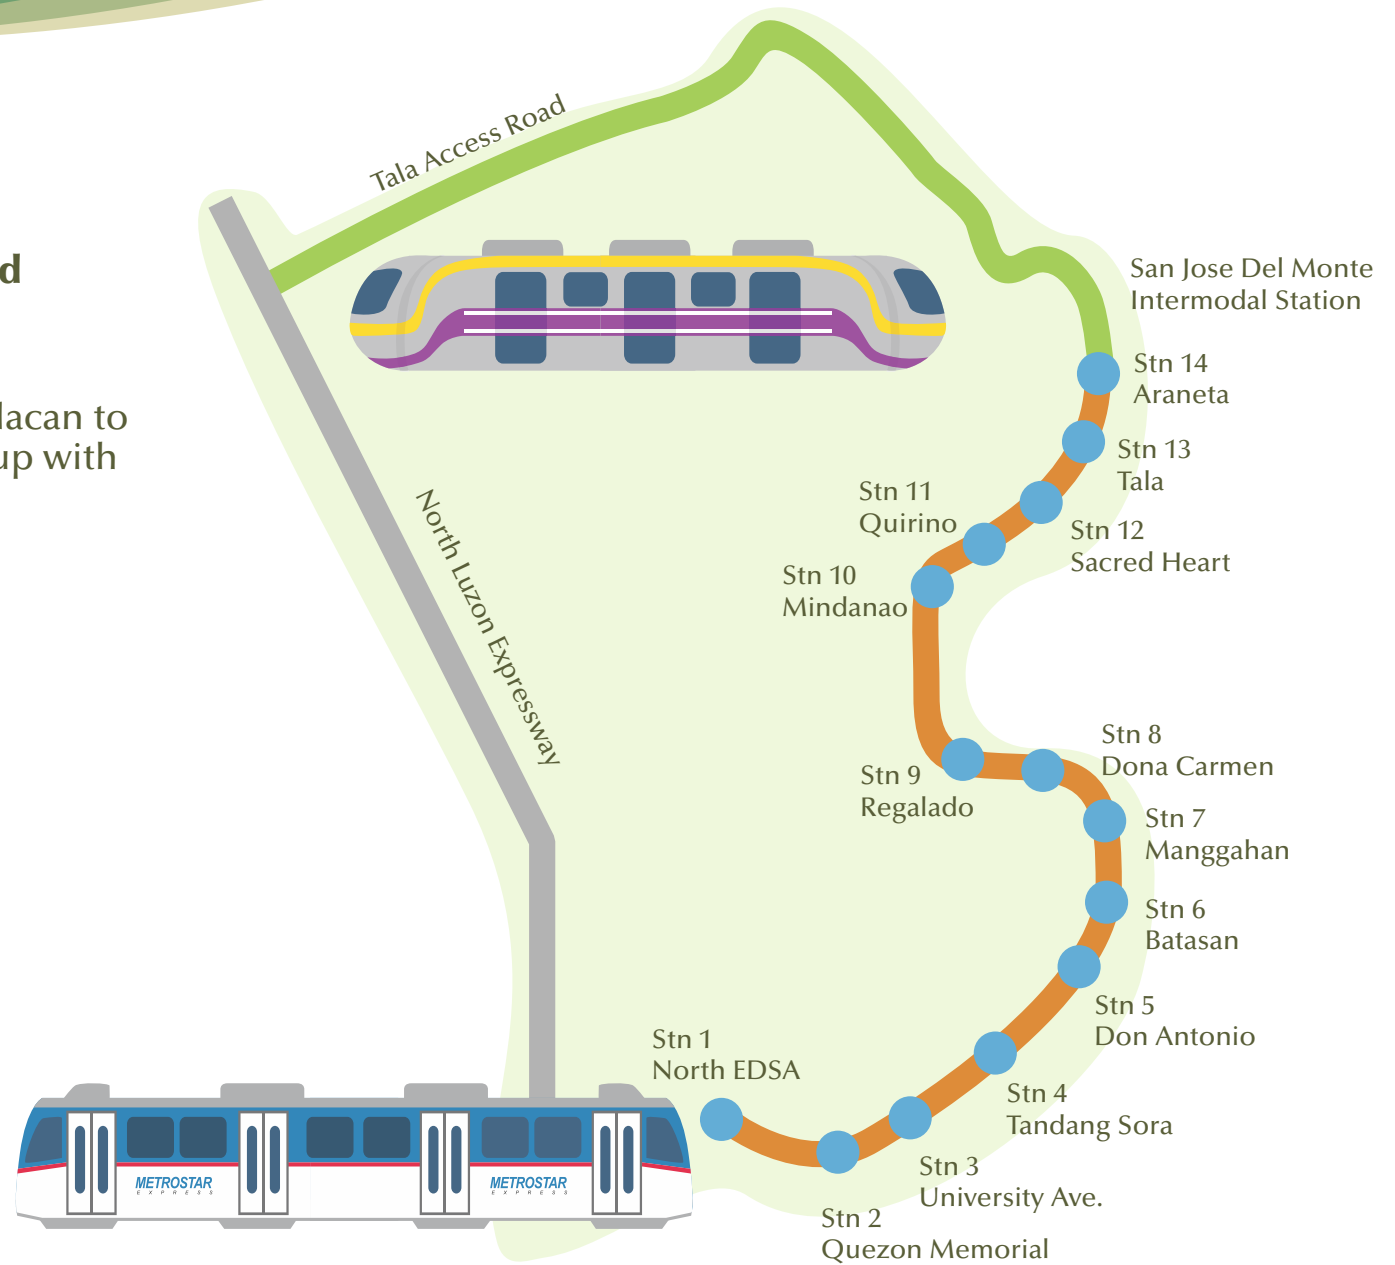 Tala Access Road
d
lacan to
up with
North Luzon Expressway
San Jose Del Monte
Intermodal Station
Stn 14
Araneta
Stn 13
Tala
Stn 12
Sacred Heart
Stn 11
Quirino
Stn 10
Mindanao
Stn 9
Regalado
Stn 8
Dona Carmen
Stn 7
Manggahan
Stn 6
Batasan
Stn 5
Don Antonio
Stn 4
Tandang Sora
Stn 3
University Ave.
Stn 2
Quezon Memorial
Stn 1
North EDSA
METROSTAR
EXPRESS
METROSTAR
EXPRESS